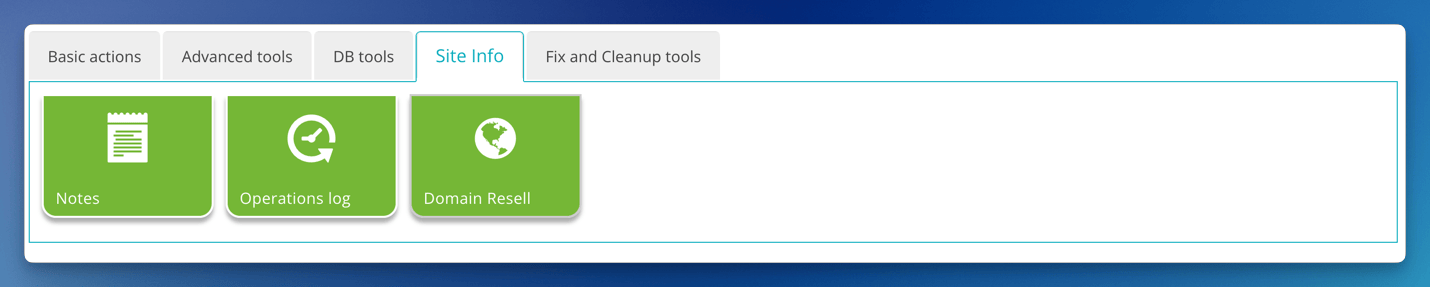 Basic actions
Advanced tools
DB tools
Site Info
Fix and Cleanup tools
Notes
Operations log
Domain Resell